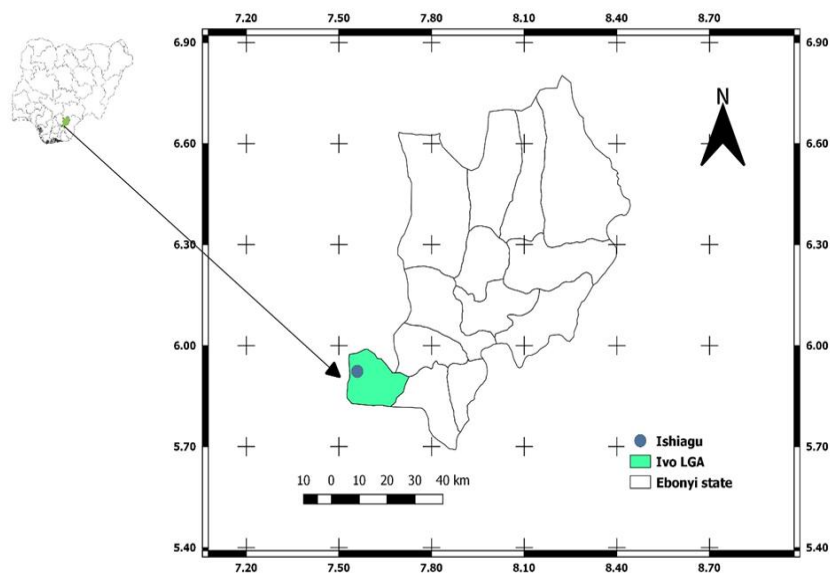 7.20 7.50 7.80 8.10 8.40 8.70
6.90 6.90
N
6.60 6.60
6.30 6.30
6.00 6.00
5.70 5.70
Ishiagu
Ivo LGA
Ebonyi state
10 0 10 20 30 40 km
5.40 5.40
7.20 7.50 7.80 8.10 8.40 8.70